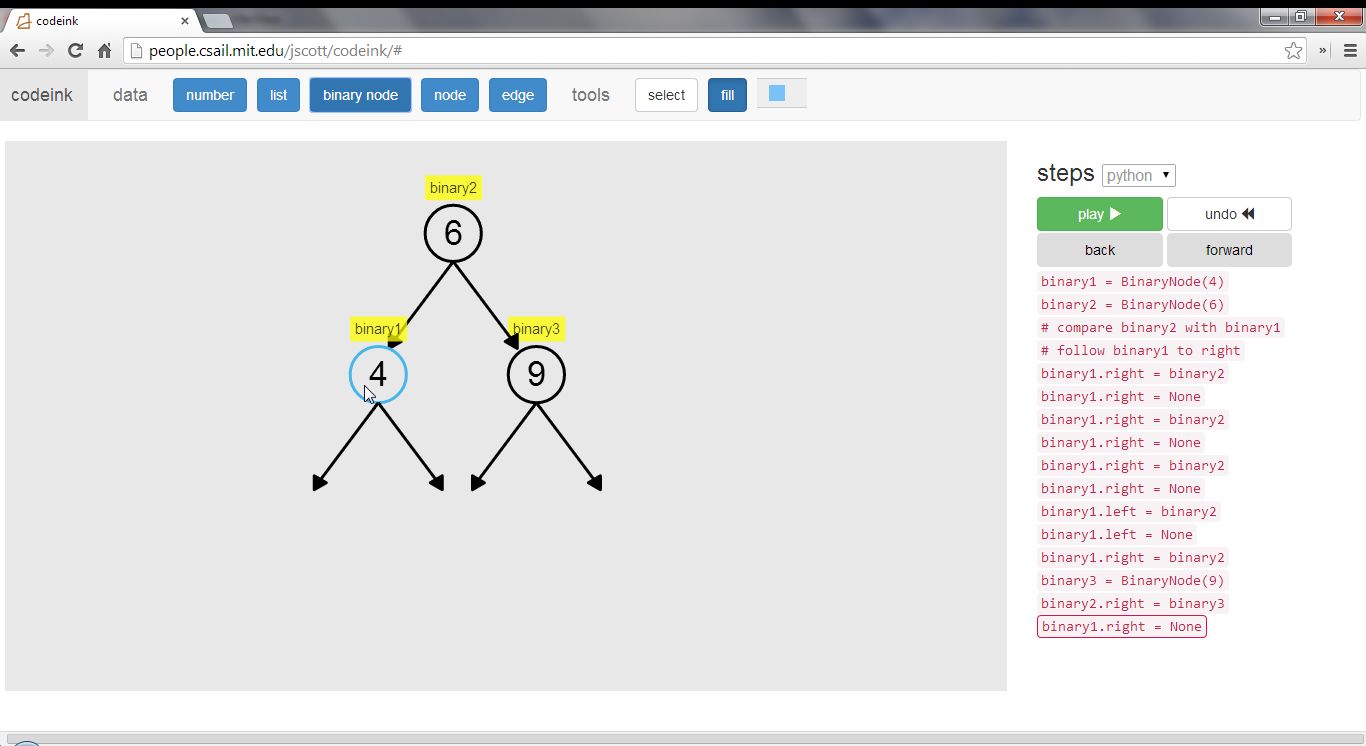 codeink
people.csail.mit.edu/jscott/codeink/#
»
codeink data number list binary node node edge tools select fill
binary2
6
binary1 binary3
4 9
steps python
play undo
back forward
binary1 = BinaryNode(4)
binary2 = BinaryNode(6)
# compare binary2 with binary1
# follow binary1 to right
binary1.right = binary2
binary1.right = None
binary1.right = binary2
binary1.right = None
binary1.right = binary2
binary1.right = None
binary1.left = binary2
binary1.left = None
binary1.right = binary2
binary3 = BinaryNode(9)
binary2.right = binary3
binary1.right = None